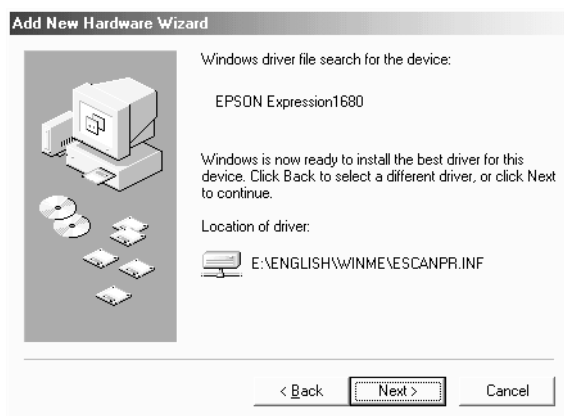 Add New Hardware Wizard
Windows driver file search for the device:
EPSON Expression1680
Windows is now ready to install the best driver for this
device. Click Back to select a different driver, or click Next
to continue.
Location of driver:
E:\ENGLISH\WINME\ESCANPR.INF
< Back Next > Cancel